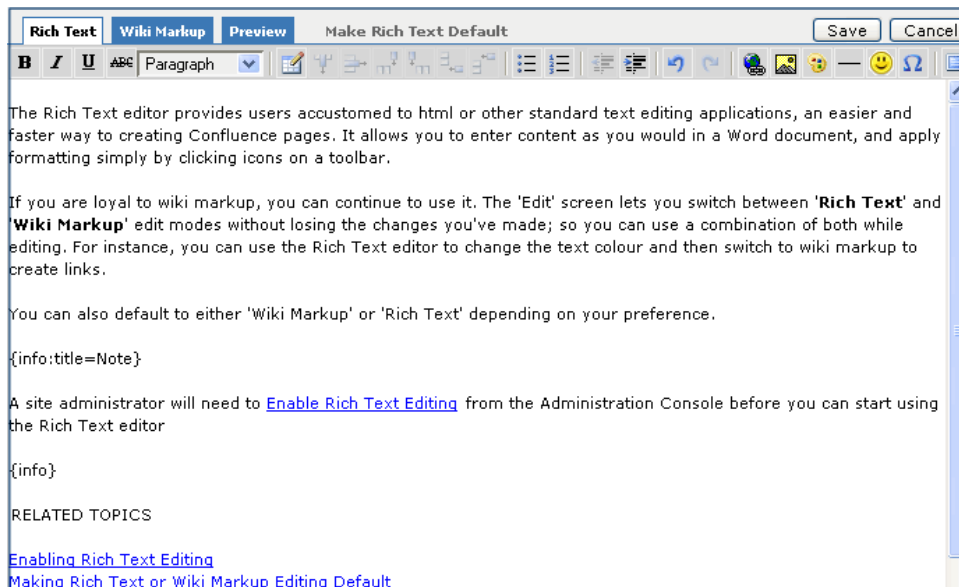 Rich Text Wiki Markup Preview Make Rich Text Default Save Cancel
B I U ABC Paragraph Ω
The Rich Text editor provides users accustomed to html or other standard text editing applications, an easier and
faster way to creating Confluence pages. It allows you to enter content as you would in a Word document, and apply
formatting simply by clicking icons on a toolbar.
If you are loyal to wiki markup, you can continue to use it. The 'Edit' screen lets you switch between 'Rich Text' and
'Wiki Markup' edit modes without losing the changes you've made; so you can use a combination of both while
editing. For instance, you can use the Rich Text editor to change the text colour and then switch to wiki markup to
create links.
You can also default to either 'Wiki Markup' or 'Rich Text' depending on your preference.
{info:title=Note}
A site administrator will need to Enable Rich Text Editing from the Administration Console before you can start using
the Rich Text editor
{info}
RELATED TOPICS
Enabling Rich Text Editing
Making Rich Text or Wiki Markup Editing Default